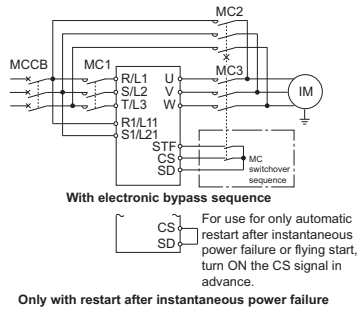 MC2
MCCB MC1 MC3
R/L1 U
S/L2 V IM
T/L3 W
R1/L11
S1/L21
STF
CS MC
SD switchover
sequence
With electronic bypass sequence
CS For use for only automatic
SD restart after instantaneous
power failure or flying start,
turn ON the CS signal in
advance.
Only with restart after instantaneous power failure